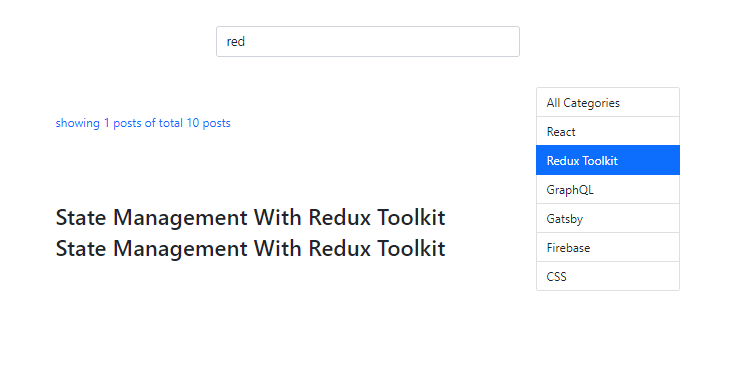 red
showing 1 posts of total 10 posts
State Management With Redux Toolkit
State Management With Redux Toolkit
All Categories
React
Redux Toolkit
GraphQL
Gatsby
Firebase
CSS